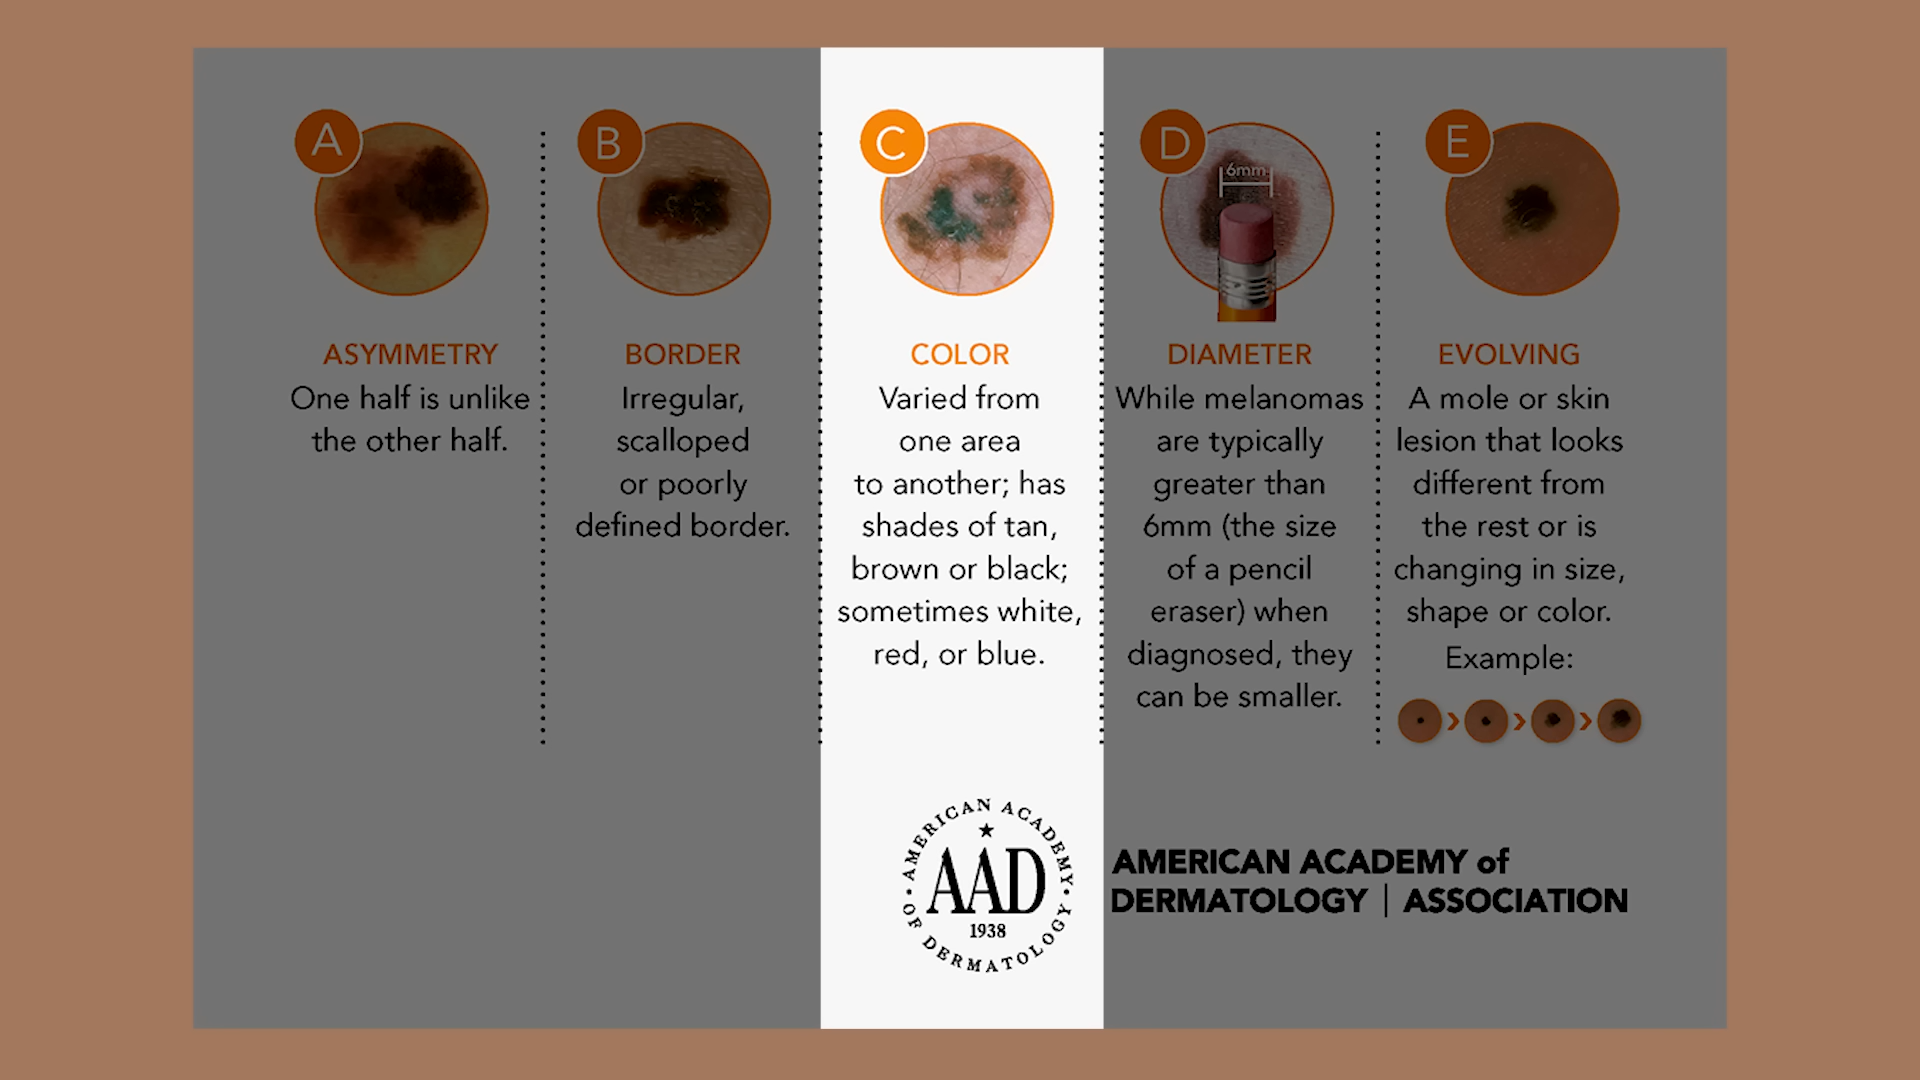 A
ASYMMETRY
One half is unlike
the other half.
B
BORDER
Irregular,
scalloped
or poorly
defined border.
C
COLOR
Varied from
one area
to another; has
shades of tan,
brown or black;
sometimes white,
red, or blue.
D
6mm
DIAMETER
While melanomas
are typically
greater than
6mm (the size
of a pencil
eraser) when
diagnosed, they
can be smaller.
E
EVOLVING
A mole or skin
lesion that looks
different from
the rest or is
changing in size,
shape or color.
Example:
AMERICAN ACADEMY
OF DERMATOLOGY
AAD
1938
AMERICAN ACADEMY of
DERMATOLOGY | ASSOCIATION